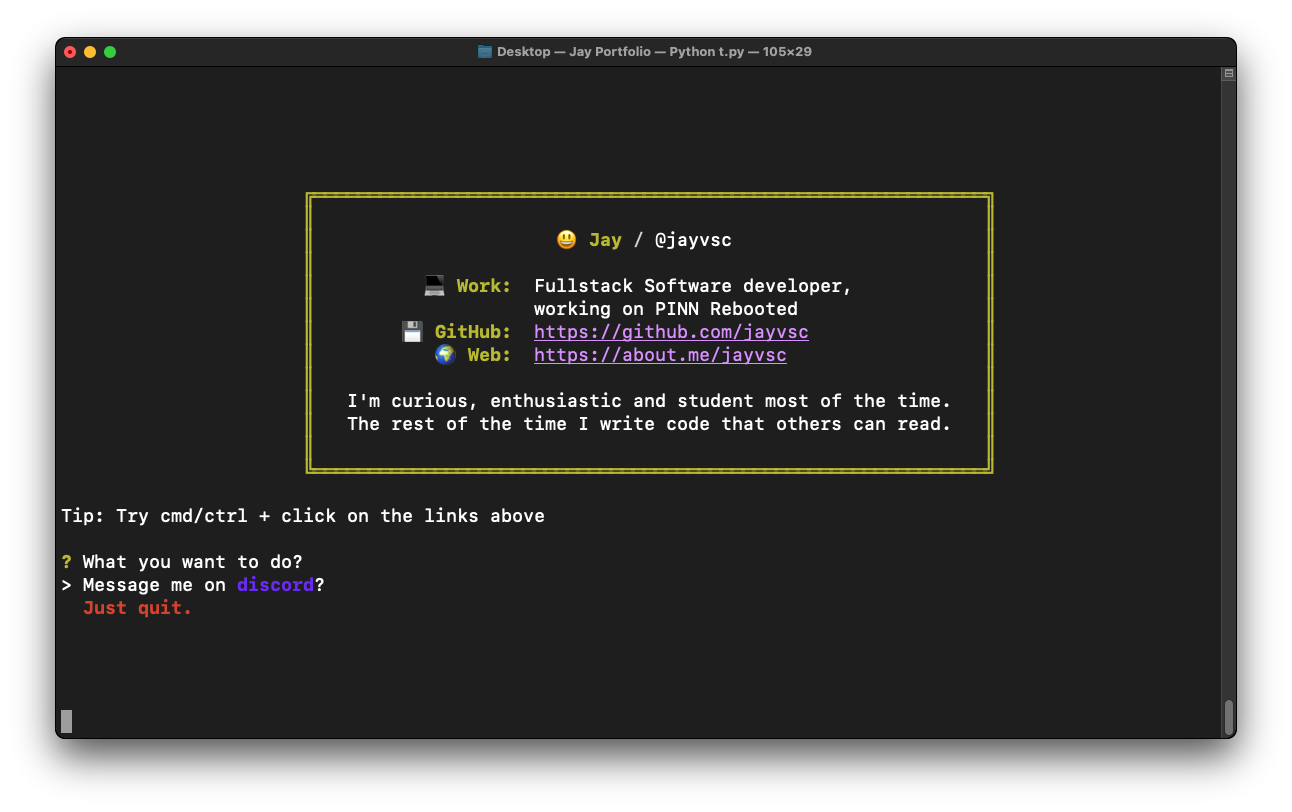 Desktop — Jay Portfolio — Python t.py — 105×29
😃 Jay / @jayvsc
💻 Work: Fullstack Software developer,
working on PINN Rebooted
💾 GitHub: https://github.com/jayvsc
🌍 Web: https://about.me/jayvsc
I'm curious, enthusiastic and student most of the time.
The rest of the time I write code that others can read.
Tip: Try cmd/ctrl + click on the links above
? What you want to do?
> Message me on discord?
Just quit.